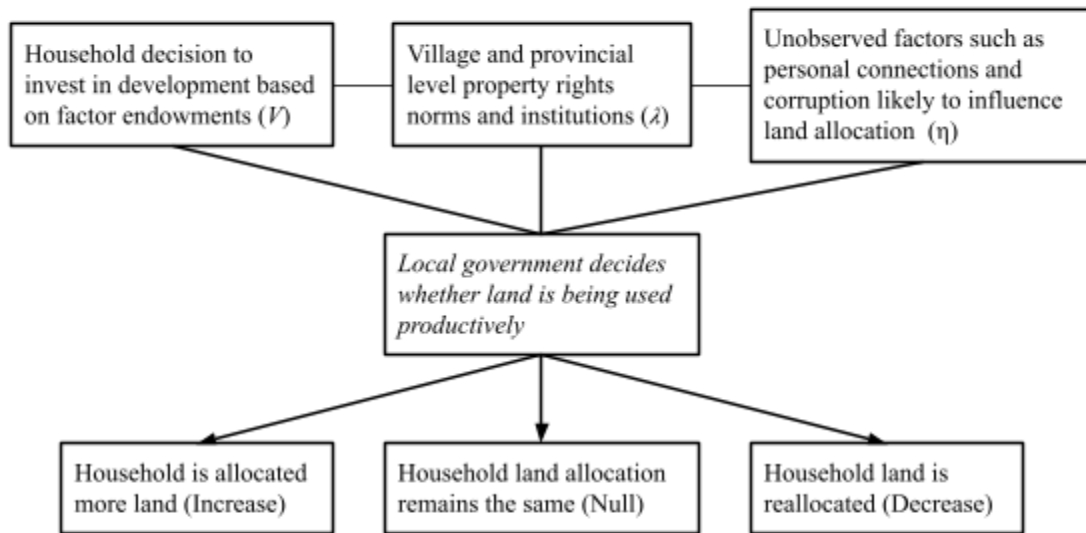 Household decision to
invest in development based
on factor endowments (V)
Village and provincial
level property rights
norms and institutions (λ)
Unobserved factors such as
personal connections and
corruption likely to influence
land allocation (η)
Local government decides
whether land is being used
productively
Household is allocated
more land (Increase)
Household land allocation
remains the same (Null)
Household land is
reallocated (Decrease)